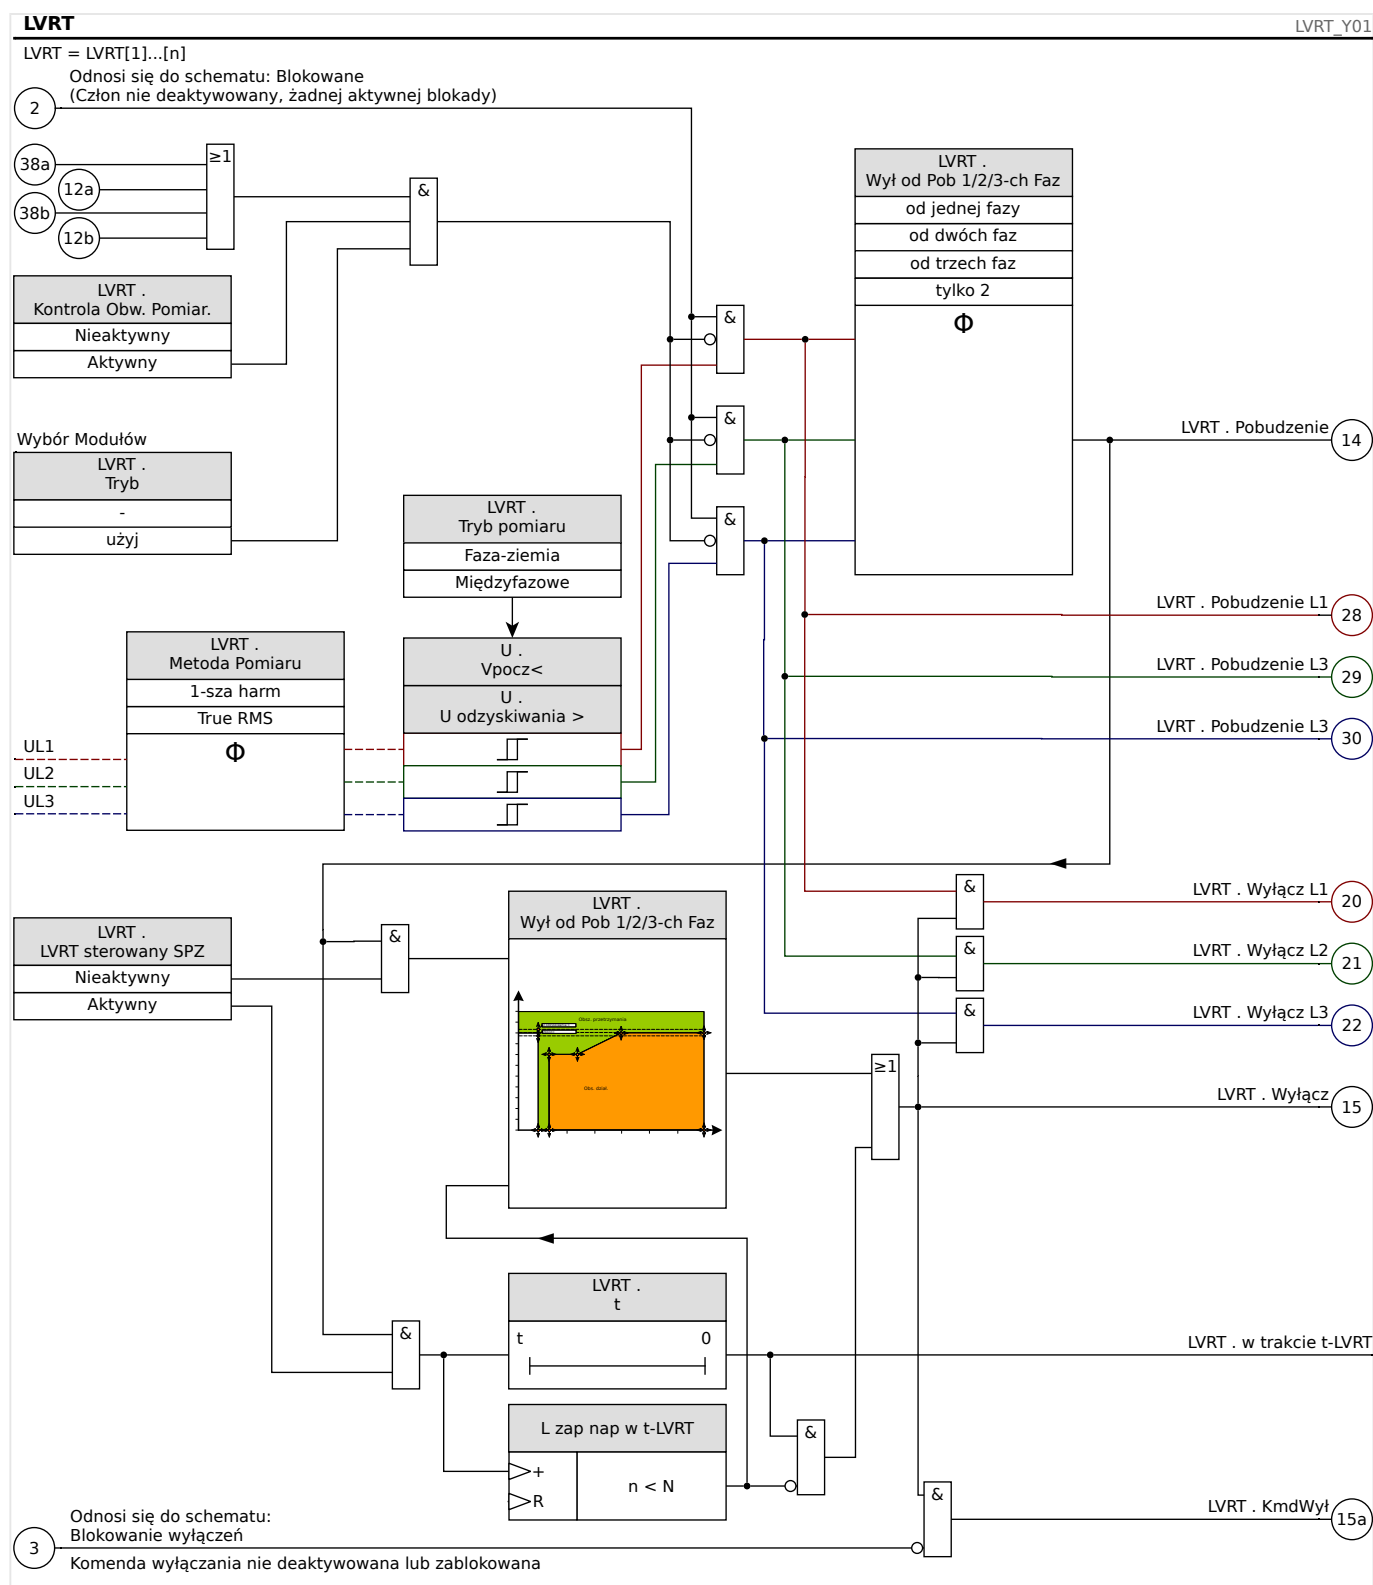 LVRT
LVRT_Y01
LVRT = LVRT[1]...[n]
Odnosi się do schematu: Blokowane
(Człon nie deaktywowany, żadnej aktywnej blokady)
2
38a
12a
38b
12b
≥1
&
LVRT .
Kontrola Obw. Pomiar.
Nieaktywny
Aktywny
Wybór Modułów
LVRT .
Tryb
-
użyj
LVRT .
Wył od Pob 1/2/3-ch Faz
od jednej fazy
od dwóch faz
od trzech faz
tylko 2
Φ
&
&
&
LVRT . Pobudzenie
14
LVRT .
Tryb pomiaru
Faza-ziemia
Międzyfazowe
LVRT .
Metoda Pomiaru
1-sza harm
True RMS
Φ
U .
Vpocz<
U .
U odzyskiwania >
UL1
UL2
UL3
LVRT . Pobudzenie L1
28
LVRT . Pobudzenie L3
29
LVRT . Pobudzenie L3
30
LVRT .
LVRT sterowany SPZ
Nieaktywny
Aktywny
&
LVRT .
Wył od Pob 1/2/3-ch Faz
Obsz. przetrzymania
Obs. dział.
&
LVRT . Wyłącz L1
20
&
LVRT . Wyłącz L2
21
&
LVRT . Wyłącz L3
22
≥1
LVRT . Wyłącz
15
&
LVRT .
t
t
0
LVRT . w trakcie t-LVRT
L zap nap w t-LVRT
+
R
n < N
&
&
LVRT . KmdWył
15a
Odnosi się do schematu:
Blokowanie wyłączeń
3
Komenda wyłączania nie deaktywowana lub zablokowana